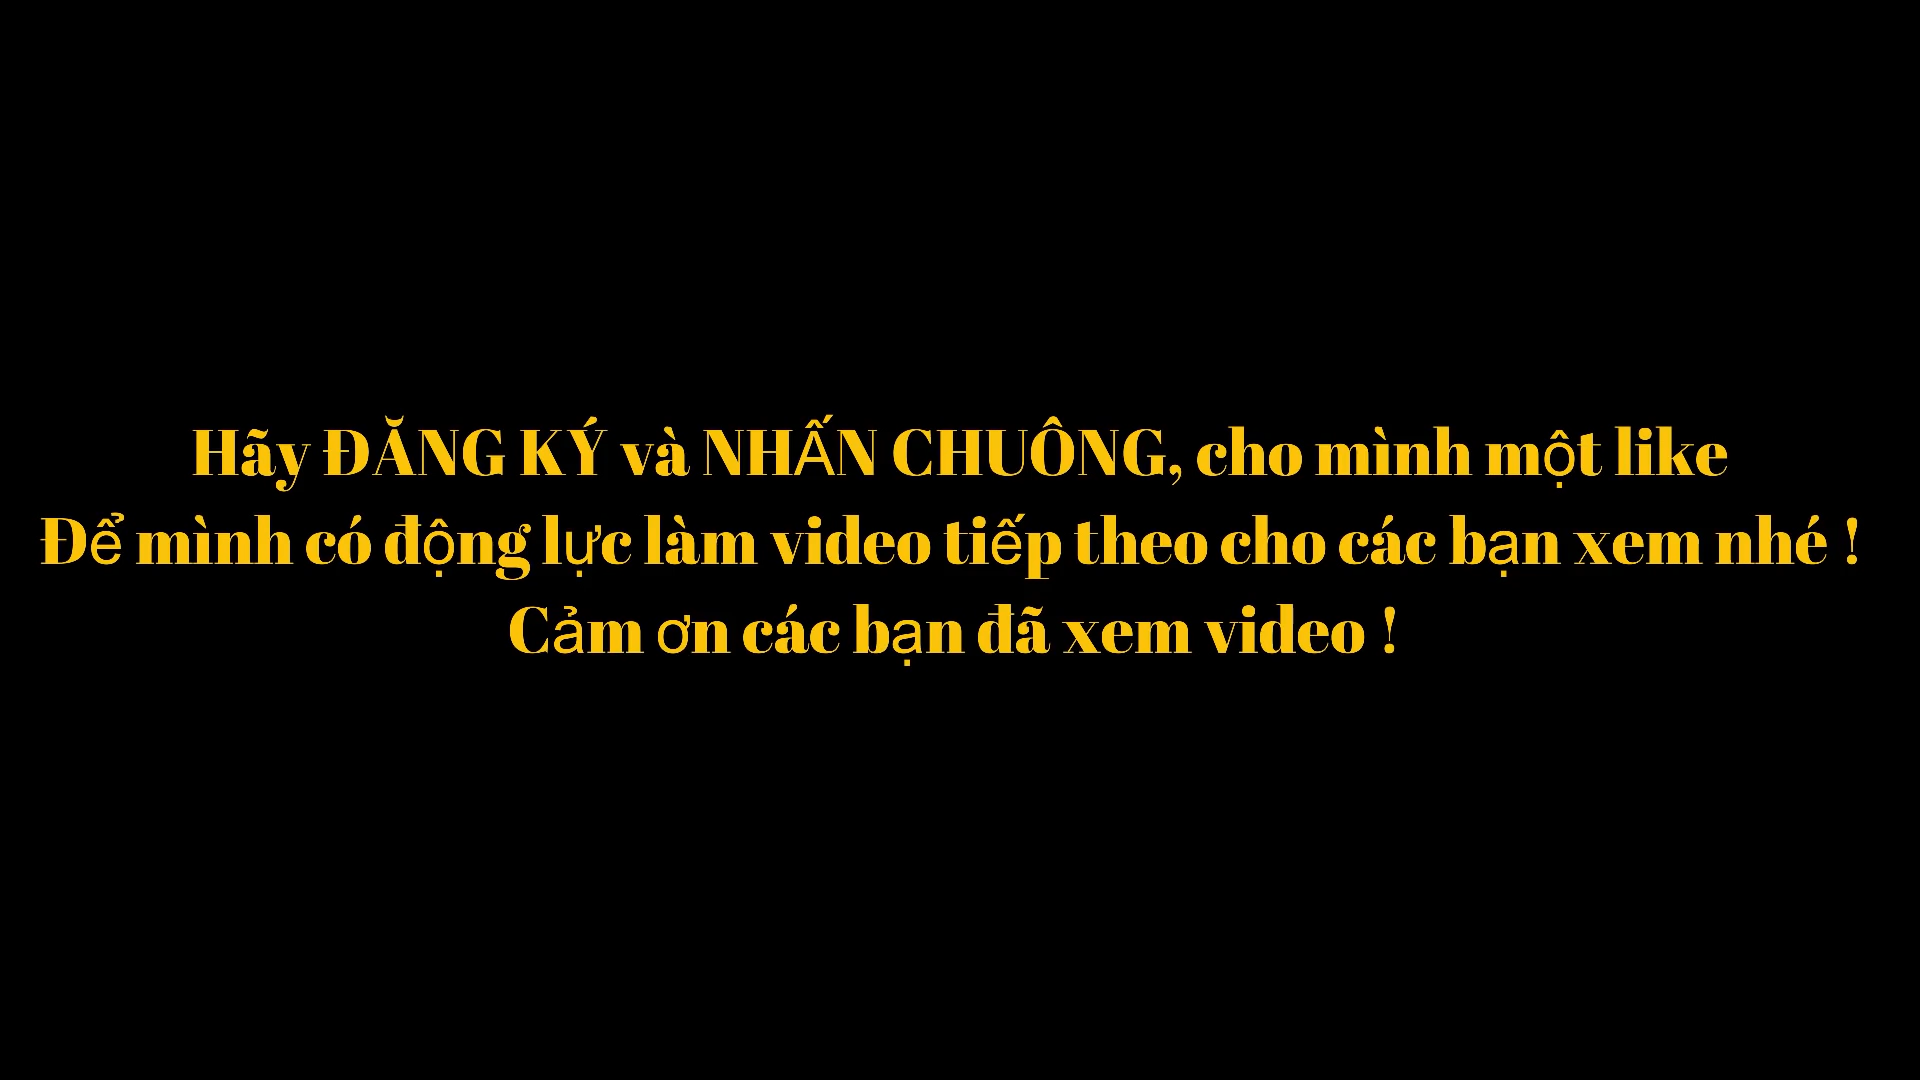 Hãy ĐĂNG KÝ và NHẤN CHUÔNG, cho mình một like
Để mình có động lực làm video tiếp theo cho các bạn xem nhé !
Cảm ơn các bạn đã xem video !